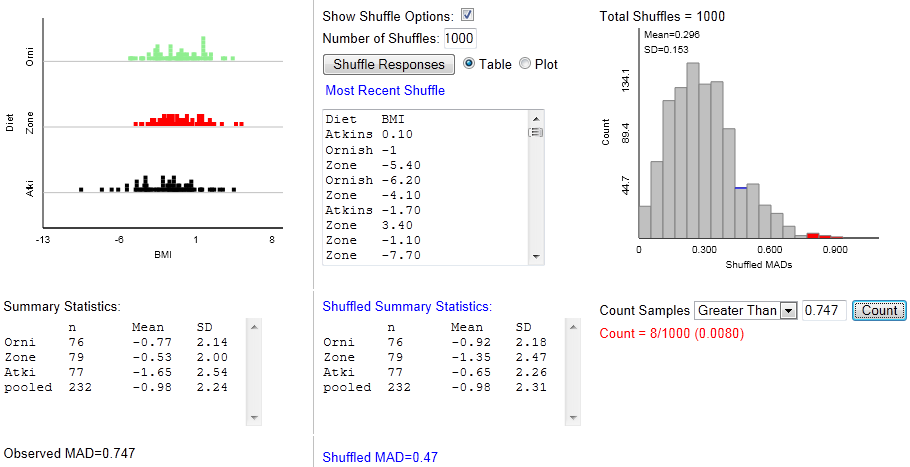 Orni
Zone
Atki
Diet
-13 -6 1 8
BMI
Show Shuffle Options:
Number of Shuffles: 1000
Shuffle Responses Table Plot
Most Recent Shuffle
Diet BMI
Atkins 0.10
Ornish -1
Zone -5.40
Ornish -6.20
Zone -4.10
Atkins -1.70
Zone 3.40
Zone -1.10
Zone -7.70
Total Shuffles = 1000
Mean=0.296
SD=0.153
134.1
89.4
44.7
Count
0 0.300 0.600 0.900
Shuffled MADs
Summary Statistics:
n Mean SD
Orni 76 -0.77 2.14
Zone 79 -0.53 2.00
Atki 77 -1.65 2.54
pooled 232 -0.98 2.24
Observed MAD=0.747
Shuffled Summary Statistics:
n Mean SD
Orni 76 -0.92 2.18
Zone 79 -1.35 2.47
Atki 77 -0.65 2.26
pooled 232 -0.98 2.31
Shuffled MAD=0.47
Count Samples Greater Than 0.747 Count
Count = 8/1000 (0.0080)